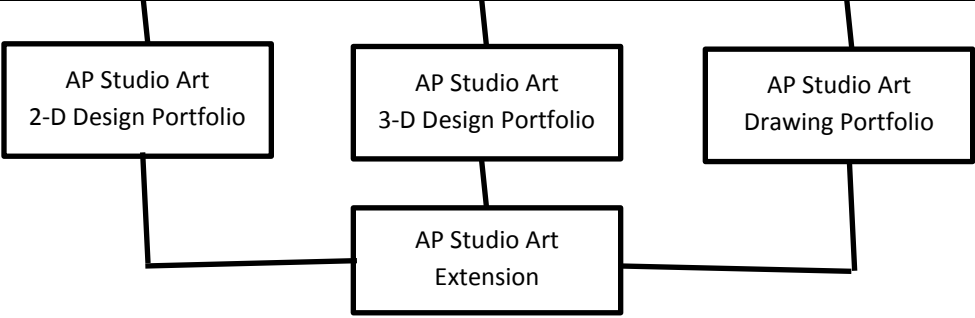 AP Studio Art
2-D Design Portfolio
AP Studio Art
3-D Design Portfolio
AP Studio Art
Drawing Portfolio
AP Studio Art
Extension